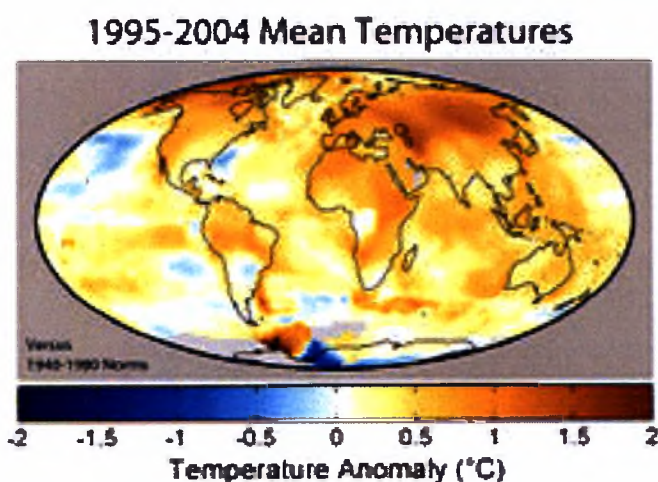 1995-2004 Mean Temperatures
Versus
1940-1980 Norms
-2 -1.5 -1 -0.5 0 0.5 1 1.5 2
Temperature Anomaly (°C)